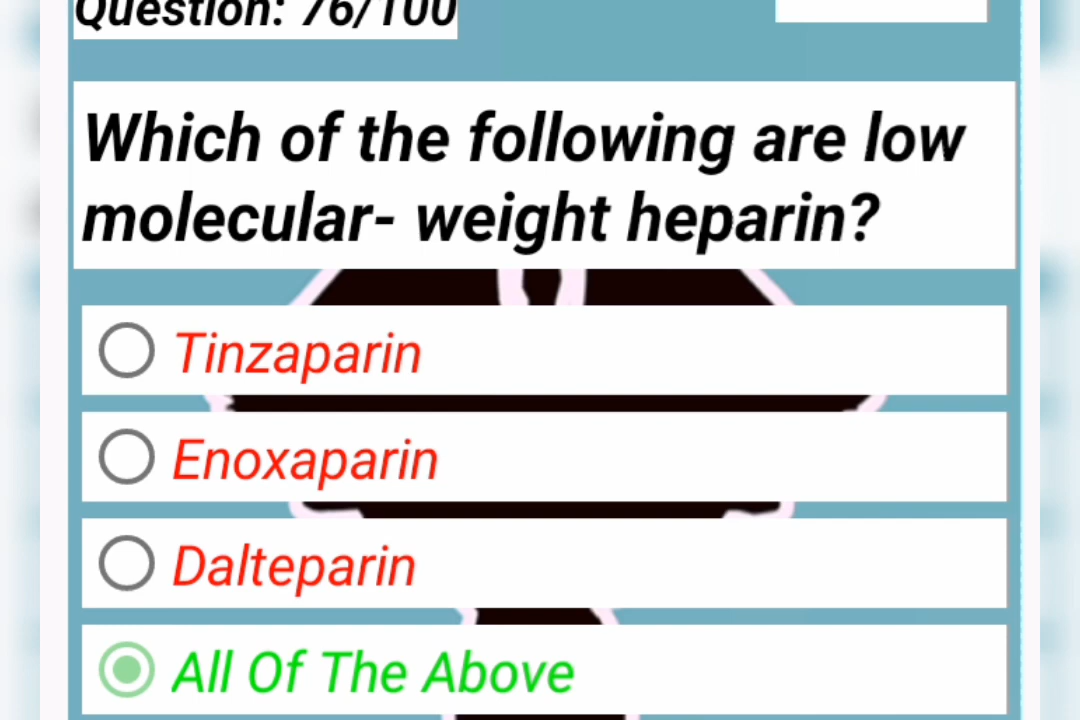 Question: 76/100
Which of the following are low
molecular- weight heparin?
Tinzaparin
Enoxaparin
Dalteparin
All Of The Above